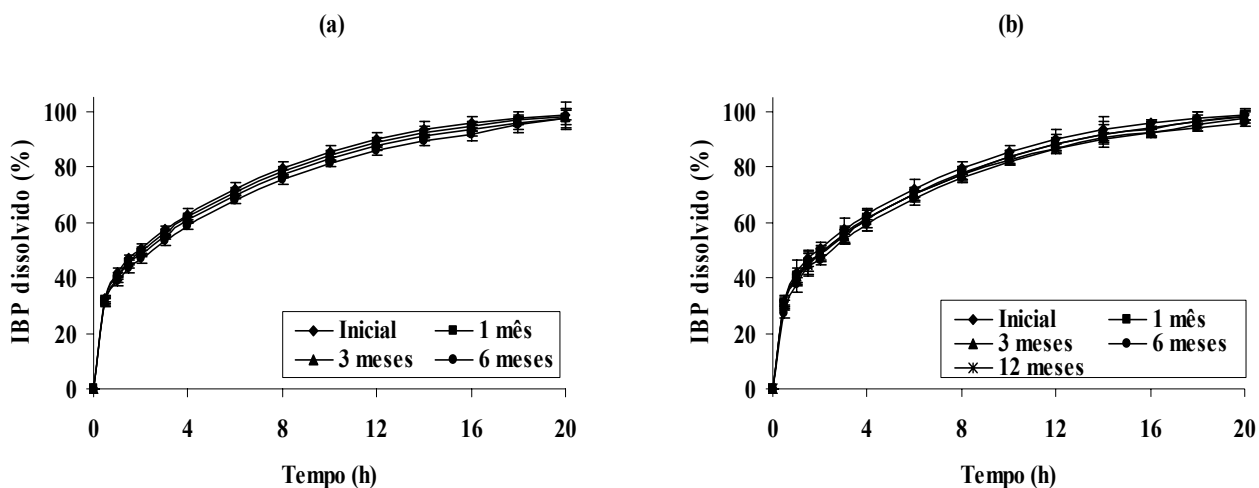 (a)
IBP dissolvido (%)
100
80
60
40
20
0
0 4 8 12 16 20
Tempo (h)
Inicial 1 mês
3 meses 6 meses
(b)
IBP dissolvido (%)
100
80
60
40
20
0
0 4 8 12 16 20
Tempo (h)
Inicial 1 mês
3 meses 6 meses
12 meses